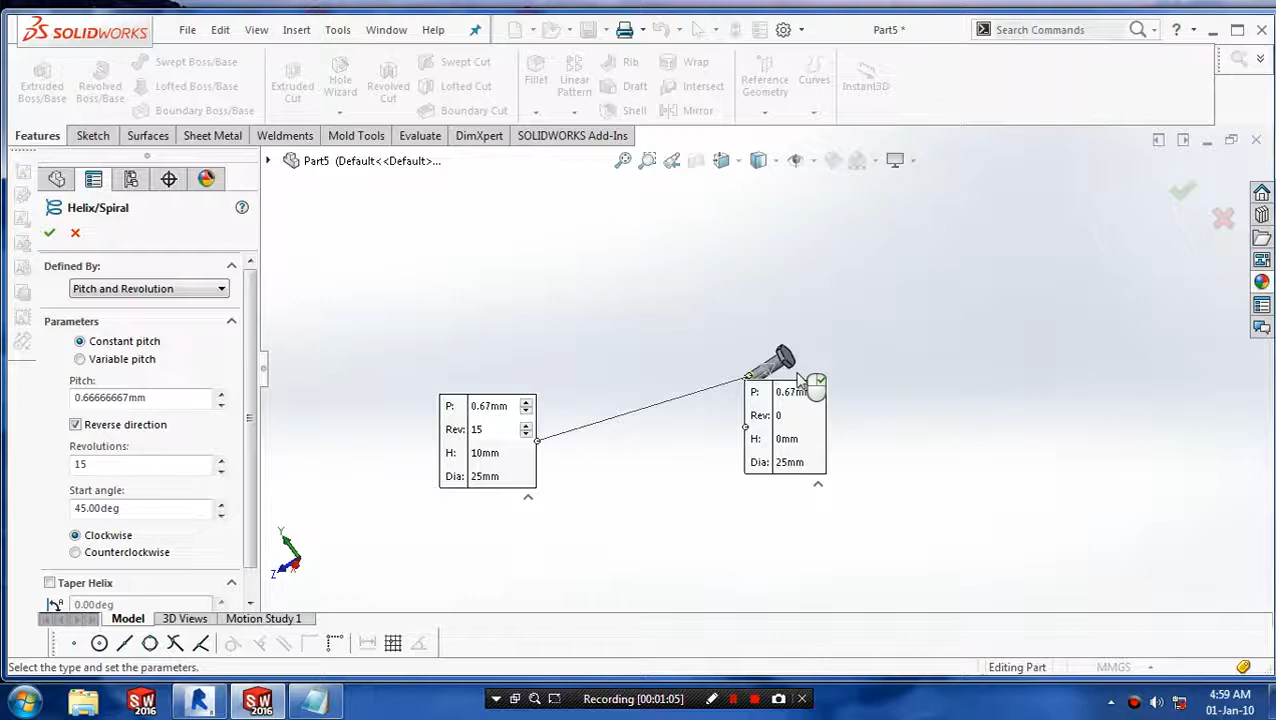 SOLIDWORKS
File Edit View Insert Tools Window Help
Part5 *
Search Commands
Extruded Boss/Base
Revolved Boss/Base
Swept Boss/Base
Lofted Boss/Base
Boundary Boss/Base
Extruded Cut
Hole Wizard
Revolved Cut
Swept Cut
Lofted Cut
Boundary Cut
Fillet
Linear Pattern
Rib
Draft
Shell
Wrap
Intersect
Mirror
Reference Geometry
Curves
Instant3D
Features Sketch Surfaces Sheet Metal Weldments Mold Tools Evaluate DimXpert SOLIDWORKS Add-Ins
Part5 (Default<<Default>...
Helix/Spiral
?
Defined By:
Pitch and Revolution
Parameters
Constant pitch
Variable pitch
Pitch:
0.66666667mm
Reverse direction
Revolutions:
15
Start angle:
45.00deg
Clockwise
Counterclockwise
Taper Helix
0.00deg
P: 0.67mm
Rev: 15
H: 10mm
Dia: 25mm
P: 0.67mm
Rev: 0
H: 0mm
Dia: 25mm
Y
Z
Model 3D Views Motion Study 1
Select the type and set the parameters.
Editing Part
MMGS
SW 2016
R
SW 2016
Recording [00:01:05]
4:59 AM
01-Jan-10